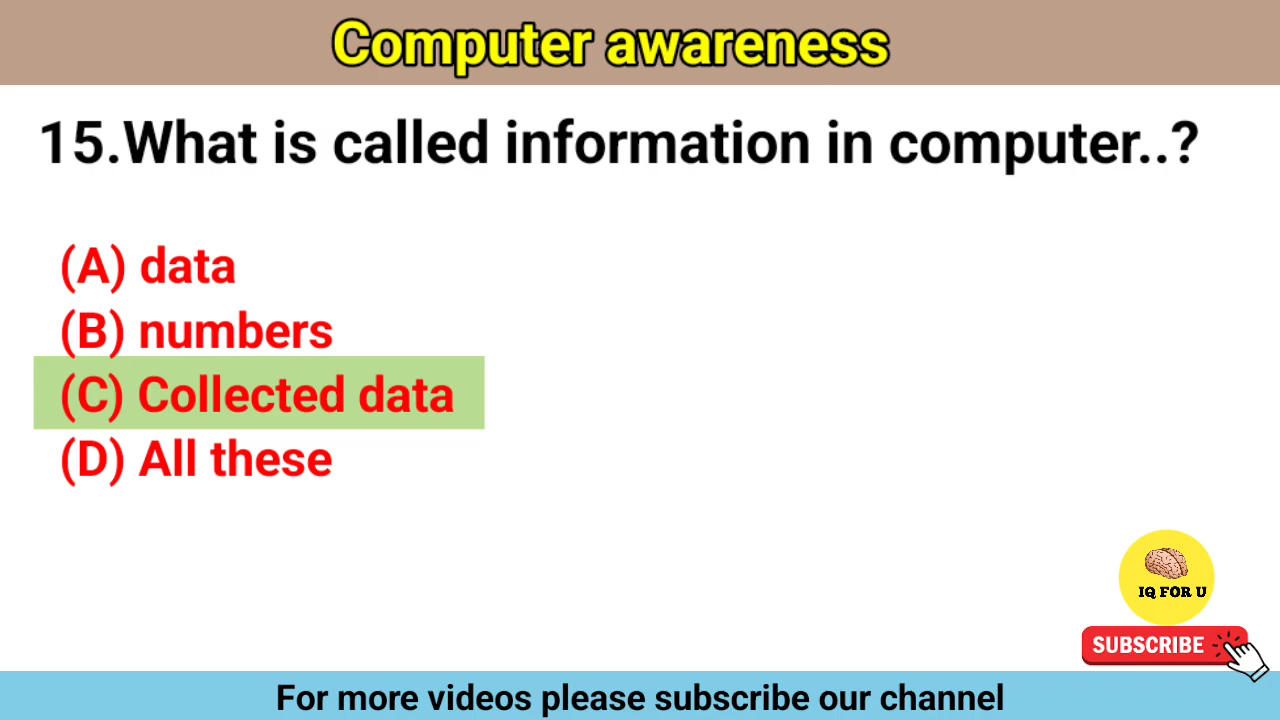 Computer awareness
15.What is called information in computer..?
(A) data
(B) numbers
(C) Collected data
(D) All these
IQ FOR U
SUBSCRIBE
For more videos please subscribe our channel